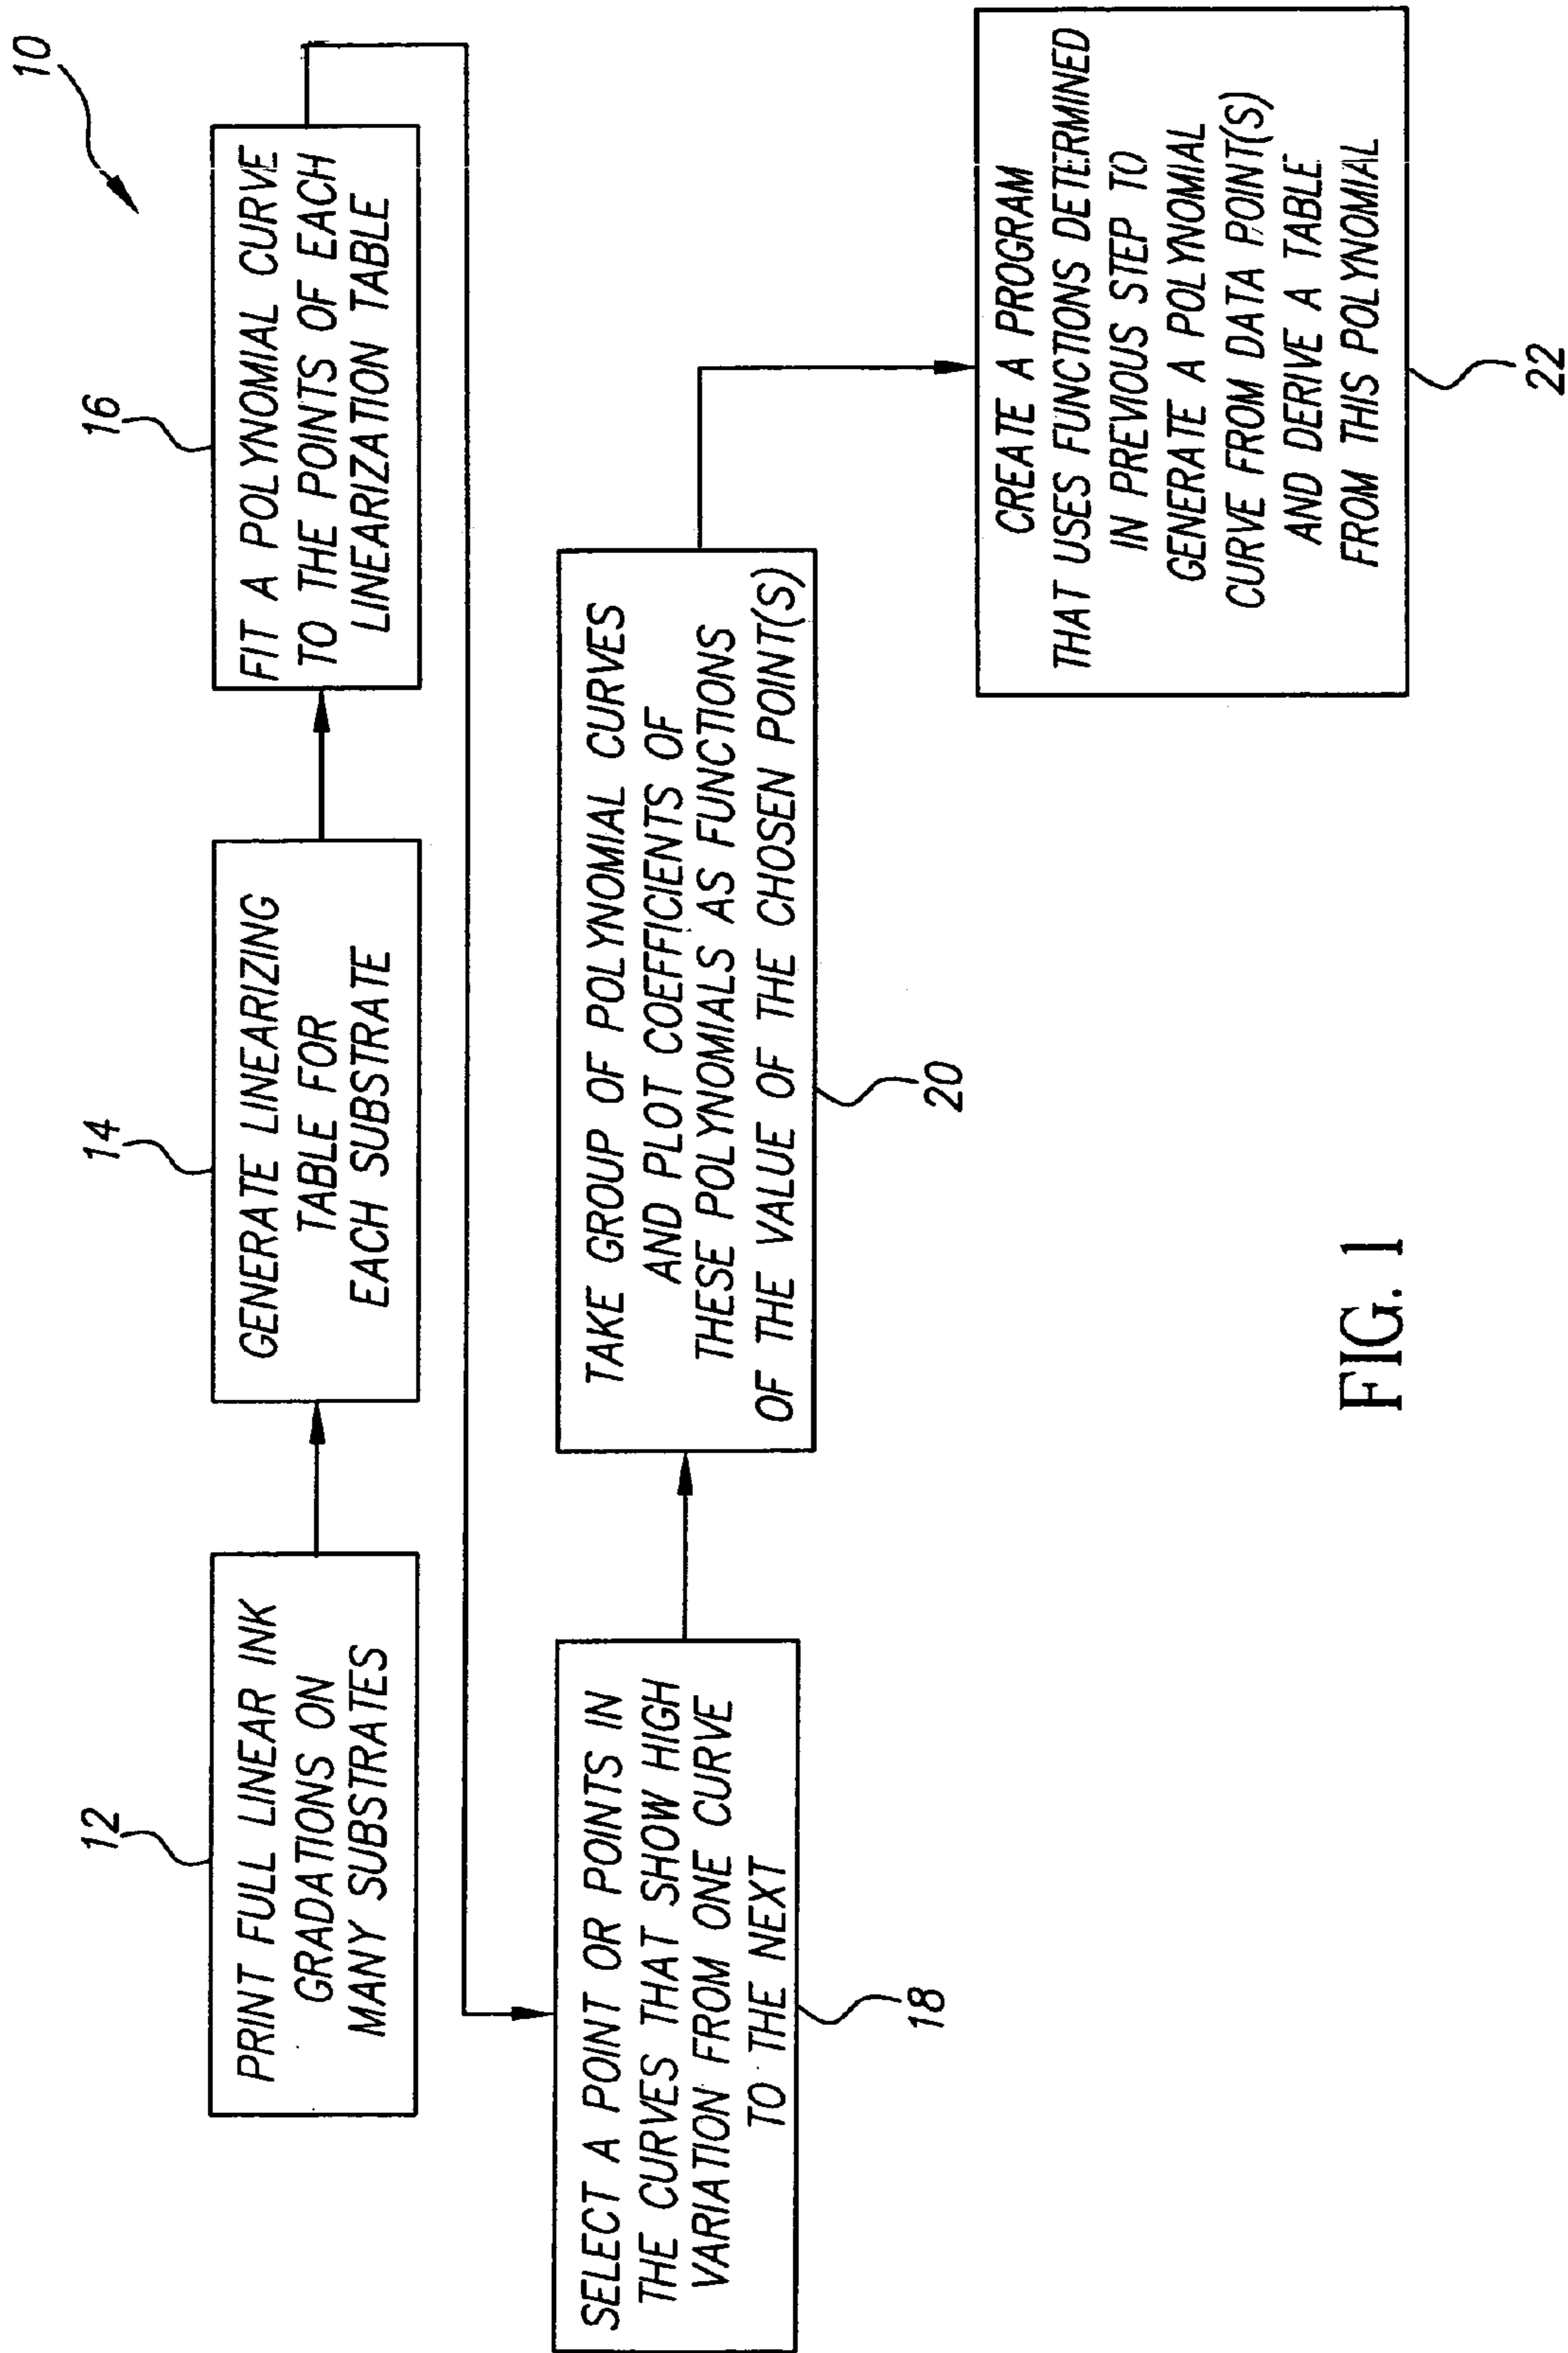 10
12
PRINT FULL LINEAR INK
GRADATIONS ON
MANY SUBSTRATES
14
GENERATE LINEARIZING
TABLE FOR
EACH SUBSTRATE
16
FIT A POLYNOMIAL CURVE
TO THE POINTS OF EACH
LINEARIZATION TABLE
SELECT A POINT OR POINTS IN
THE CURVES THAT SHOW HIGH
VARIATION FROM ONE CURVE
TO THE NEXT
18
TAKE GROUP OF POLYNOMIAL CURVES
AND PLOT COEFFICIENTS OF
THESE POLYNOMIALS AS FUNCTIONS
OF THE VALUE OF THE CHOSEN POINT(S)
20
CREATE A PROGRAM
THAT USES FUNCTIONS DETERMINED
IN PREVIOUS STEP TO
GENERATE A POLYNOMIAL
CURVE FROM DATA POINT(S)
AND DERIVE A TABLE
FROM THIS POLYNOMIAL
22
FIG. 1